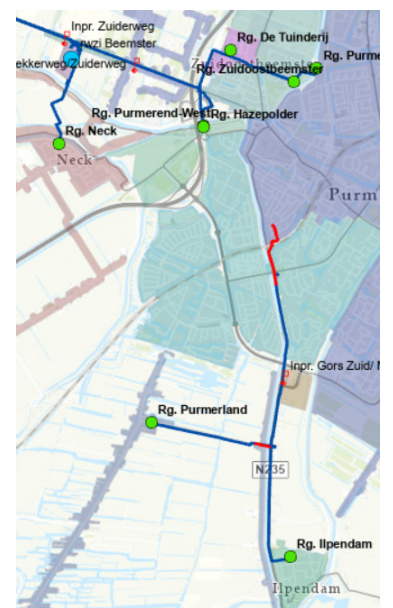 Inpr. Zuiderweg
rwzi Beemster
ekkerweg/Zuiderweg
Rg. De Tuinderij
Zuidoostbeemster
Rg. Purme
Rg. Zuidoostbeemster
Rg. Purmerend-West
Rg. Hazepolder
Rg. Neck
Neck
Purm
Inpr. Gors Zuid/
Rg. Purmerland
N235
Rg. Ilpendam
Ilpendam